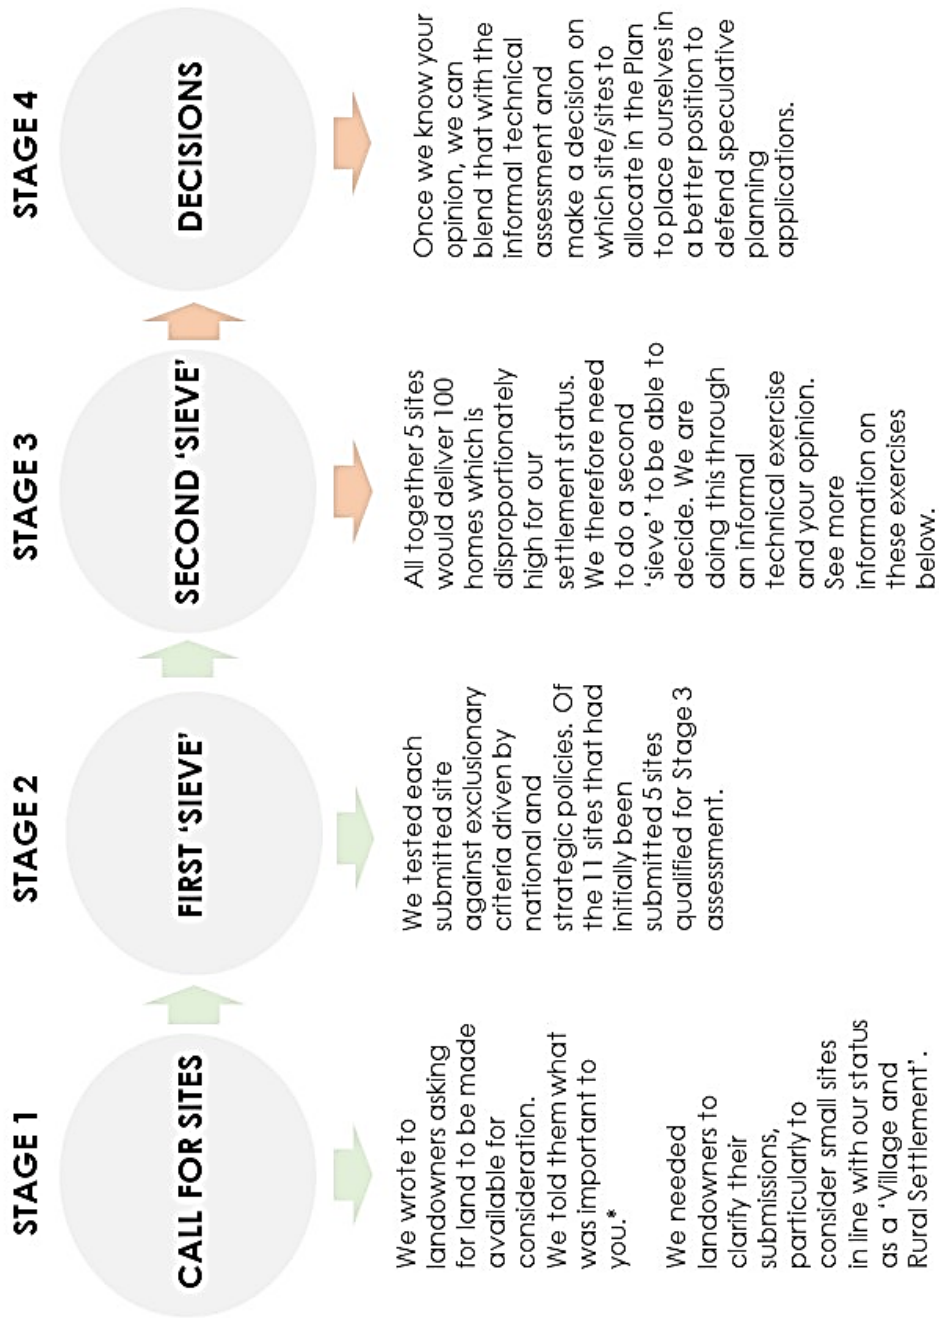 STAGE 1
CALL FOR SITES
We wrote to
landowners asking
for land to be made
available for
consideration.
We told them what
was important to
you.*
We needed
landowners to
clarify their
submissions,
particularly to
consider small sites
in line with our status
as a 'Village and
Rural Settlement'.
STAGE 2
FIRST 'SIEVE'
We tested each
submitted site
against exclusionary
criteria driven by
national and
strategic policies. Of
the 11 sites that had
initially been
submitted 5 sites
qualified for Stage 3
assessment.
STAGE 3
SECOND 'SIEVE'
All together 5 sites
would deliver 100
homes which is
disproportionately
high for our
settlement status.
We therefore need
to do a second
'sieve' to be able to
decide. We are
doing this through
an informal
technical exercise
and your opinion.
See more
information on
these exercises
below.
STAGE 4
DECISIONS
Once we know your
opinion, we can
blend that with the
informal technical
assessment and
make a decision on
which site/sites to
allocate in the Plan
to place ourselves in
a better position to
defend speculative
planning
applications.